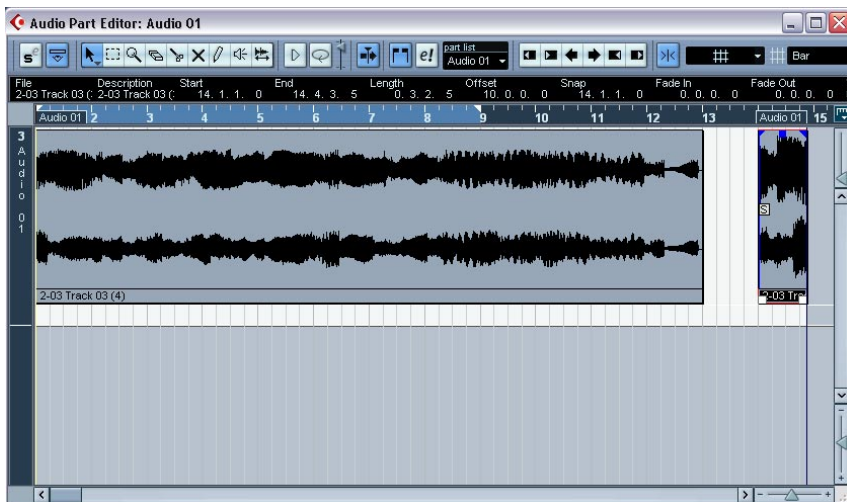 Audio Part Editor: Audio 01
part list
Audio 01
Bar
File Description Start End Length Offset Snap Fade In Fade Out
2-03 Track 03 (: 2-03 Track 03 (: 14. 1. 1. 0 14. 4. 3. 5 0. 3. 2. 5 10. 0. 0. 0 14. 1. 1. 0 0. 0. 0. 0 0. 0. 0. 0
Audio 01 2 3 4 5 6 7 8 9 10 11 12 13 Audio 01 15
3
Audio 01
S
2-03 Track 03 (4)
2-03 Tra